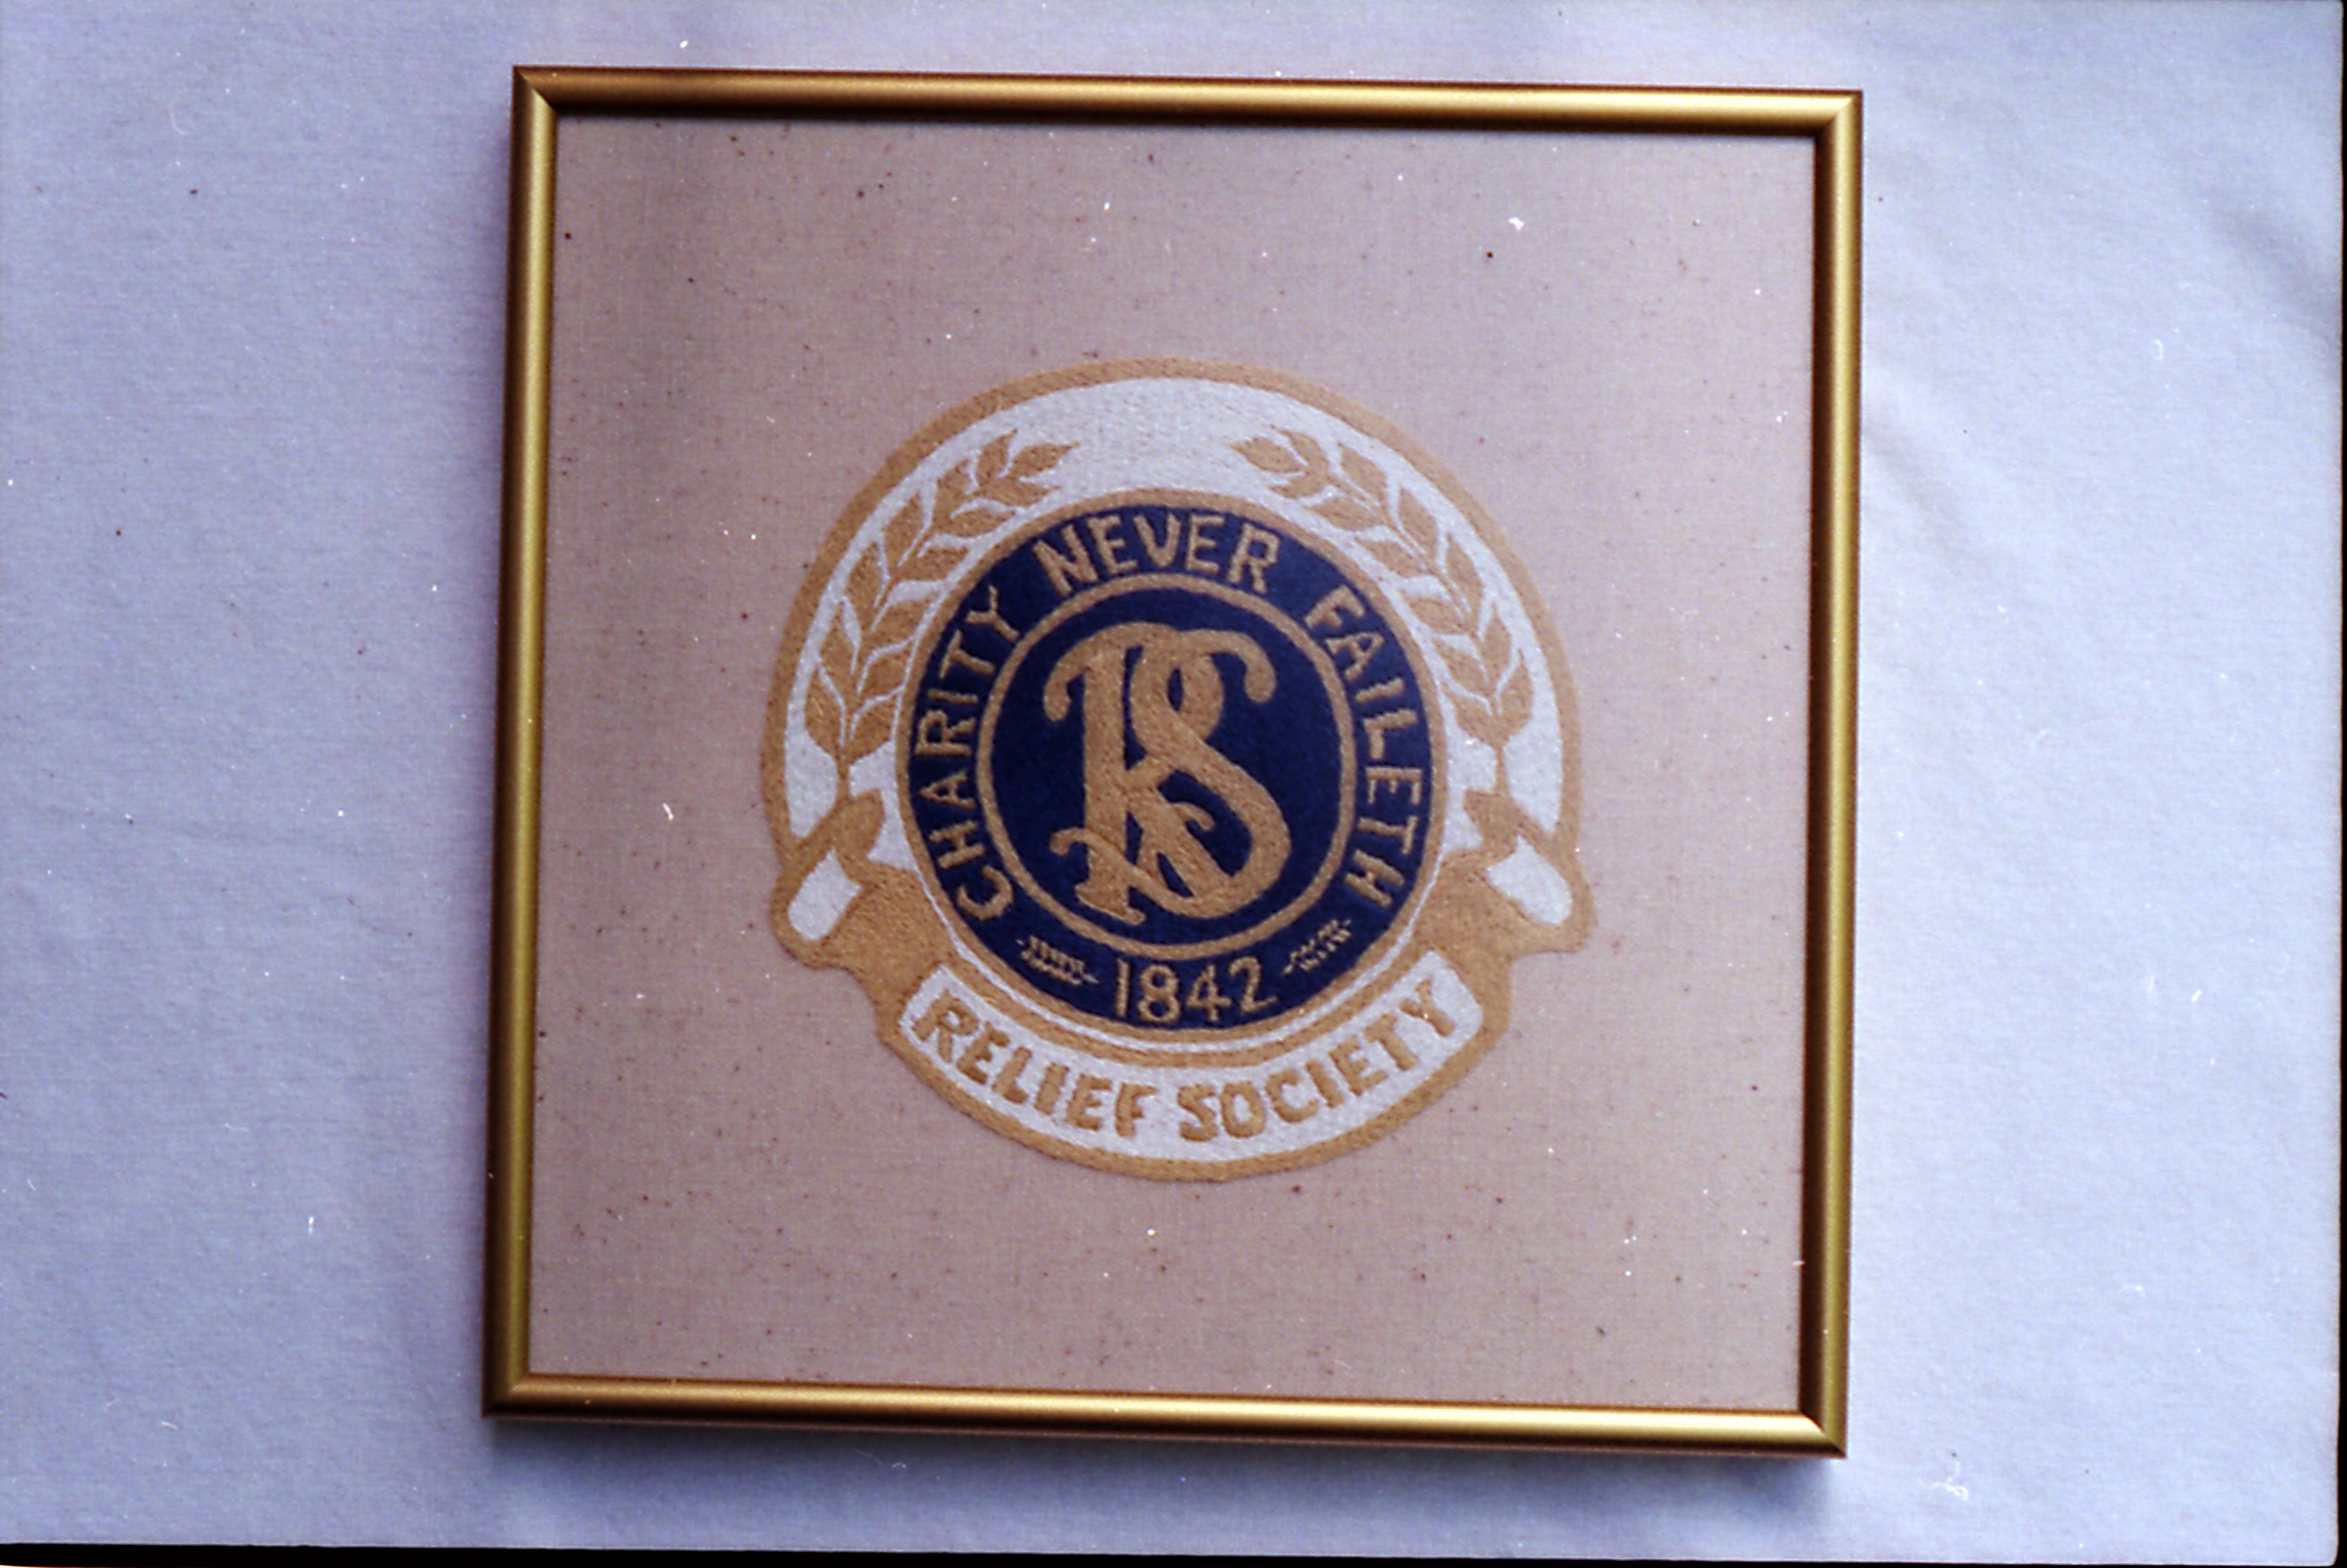 CHARITY NEVER FAILETH
RS
1842
RELIEF SOCIETY